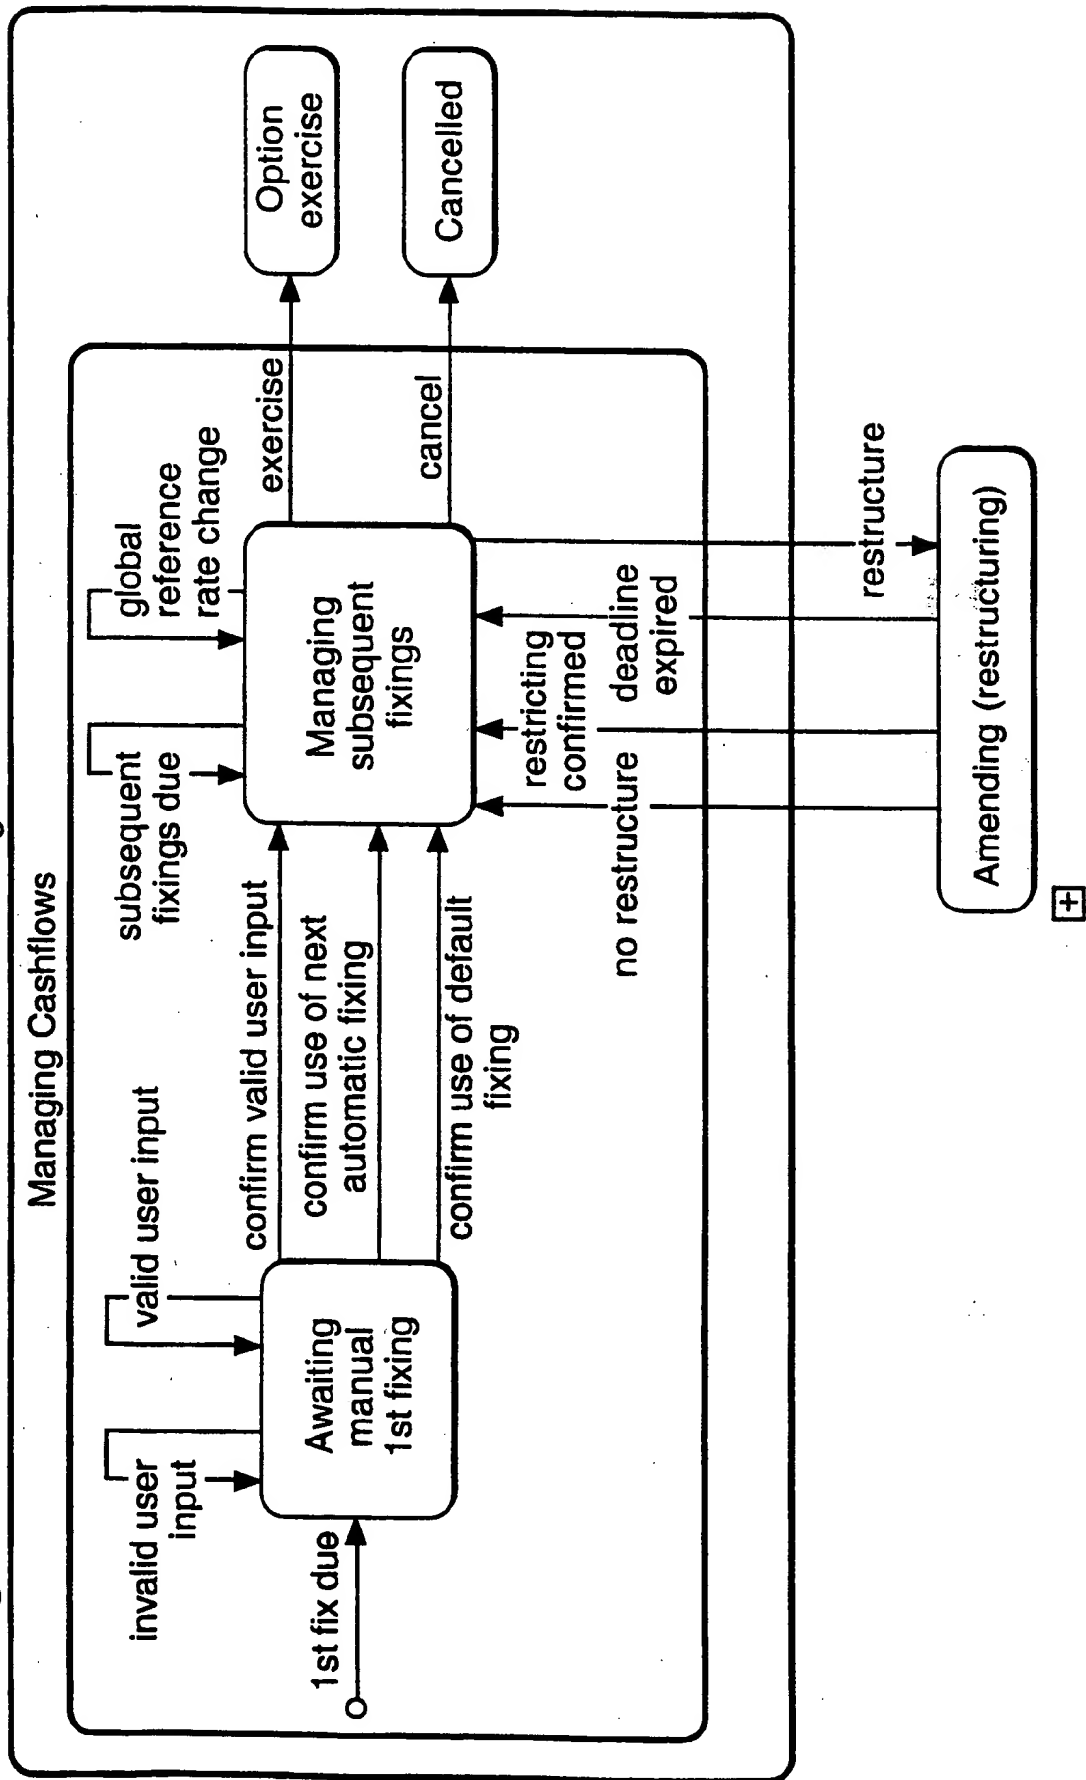 Managing Cashflows
invalid user
input
valid user input
subsequent
fixings due
global
reference
rate change
1st fix due
Awaiting
manual
1st fixing
confirm valid user input
confirm use of next
automatic fixing
confirm use of default
fixing
Managing
subsequent
fixings
exercise
Option
exercise
cancel
Cancelled
no restructure
restricting
confirmed
deadline
expired
restructure
Amending (restructuring)
+